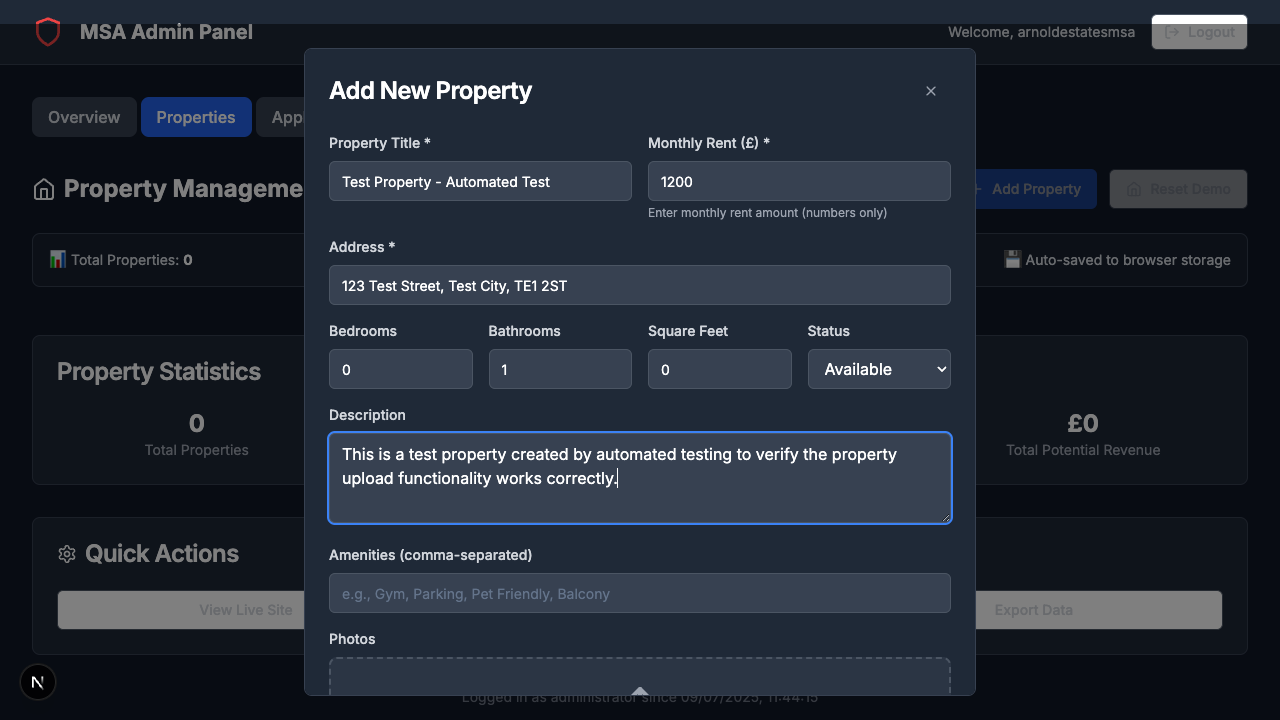 MSA Admin Panel
Welcome, arnoldestatesmsa
Logout
Overview
Properties
Appl
Property Manageme
Add Property
Reset Demo
Total Properties: 0
Auto-saved to browser storage
Property Statistics
0
Total Properties
£0
Total Potential Revenue
Quick Actions
View Live Site
Export Data
Logged in as administrator since 09/07/2025, 11:44:15
N
Add New Property
×
Property Title *
Monthly Rent (£) *
Test Property - Automated Test
1200
Enter monthly rent amount (numbers only)
Address *
123 Test Street, Test City, TE1 2ST
Bedrooms
Bathrooms
Square Feet
Status
0
1
0
Available
Description
This is a test property created by automated testing to verify the property
upload functionality works correctly.
Amenities (comma-separated)
e.g., Gym, Parking, Pet Friendly, Balcony
Photos